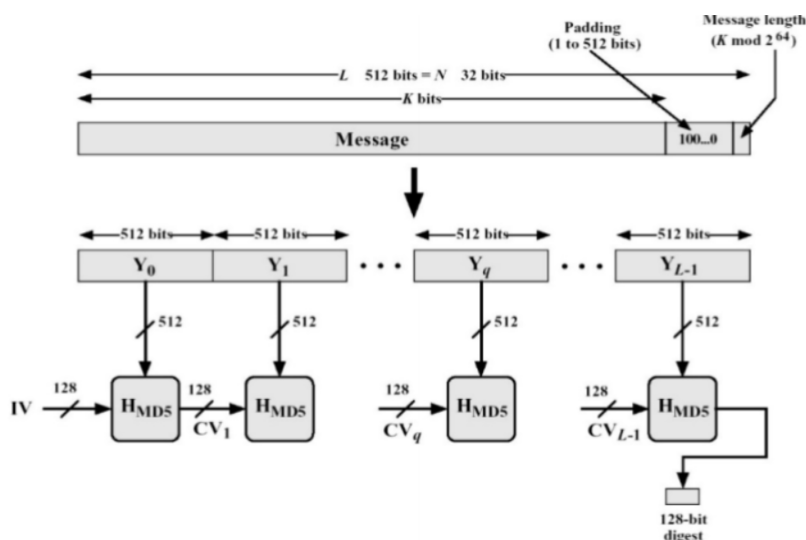 Padding
(1 to 512 bits)
Message length
(K mod 2^64)
L 512 bits = N 32 bits
K bits
Message
100...0
512 bits
512 bits
512 bits
512 bits
Y0
Y1
• • •
Yq
• • •
YL-1
512
512
512
512
IV
128
HMD5
128
CV1
HMD5
128
CVq
HMD5
128
CVL-1
HMD5
128-bit
digest